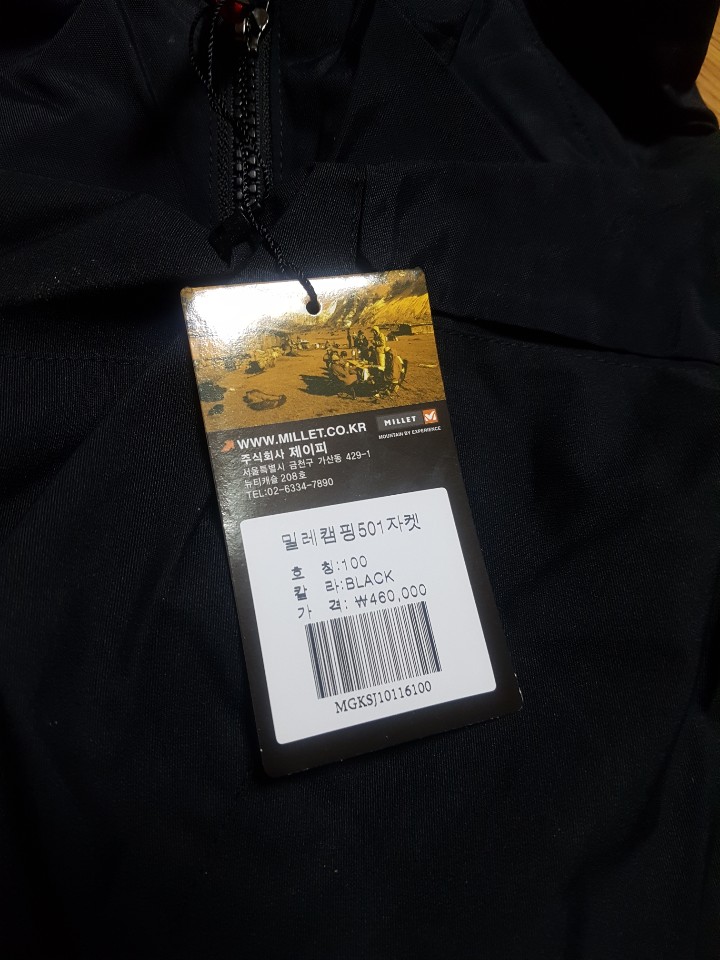 WWW.MILLET.CO.KR
MILLET
MOUNTAIN BY EXPERIENCE
주식회사 제이피
서울특별시 금천구 가산동 429-1
뉴티캐슬 208호
TEL:02-6334-7890
밀레캠핑501자켓
호 칭:100
칼 라:BLACK
가 격: ₩460,000
MGKSJ10116100